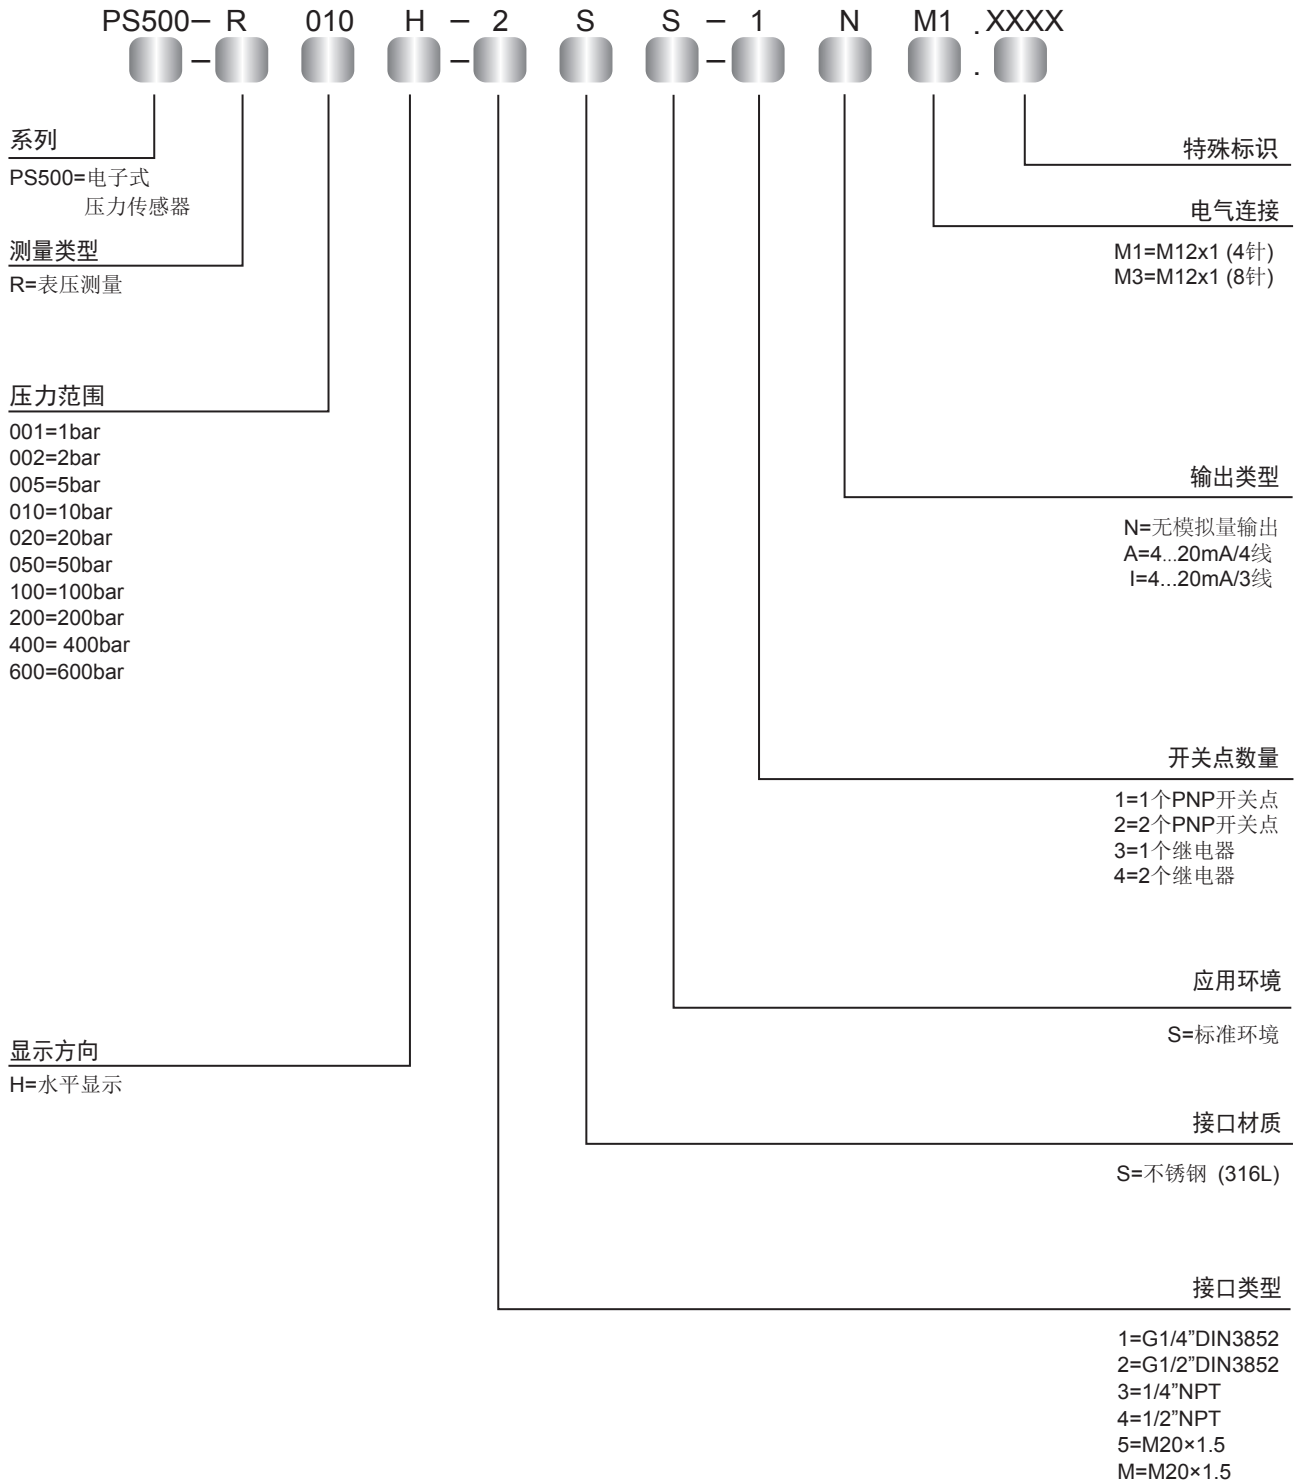 PS500– R 010 H – 2 S S – 1 N M1 . XXXX
– – – .
系列
PS500=电子式
压力传感器
测量类型
R=表压测量
压力范围
001=1bar
002=2bar
005=5bar
010=10bar
020=20bar
050=50bar
100=100bar
200=200bar
400= 400bar
600=600bar
显示方向
H=水平显示
特殊标识
电气连接
M1=M12x1 (4针)
M3=M12x1 (8针)
输出类型
N=无模拟量输出
A=4...20mA/4线
I=4...20mA/3线
开关点数量
1=1个PNP开关点
2=2个PNP开关点
3=1个继电器
4=2个继电器
应用环境
S=标准环境
接口材质
S=不锈钢 (316L)
接口类型
1=G1/4”DIN3852
2=G1/2”DIN3852
3=1/4”NPT
4=1/2”NPT
5=M20×1.5
M=M20×1.5